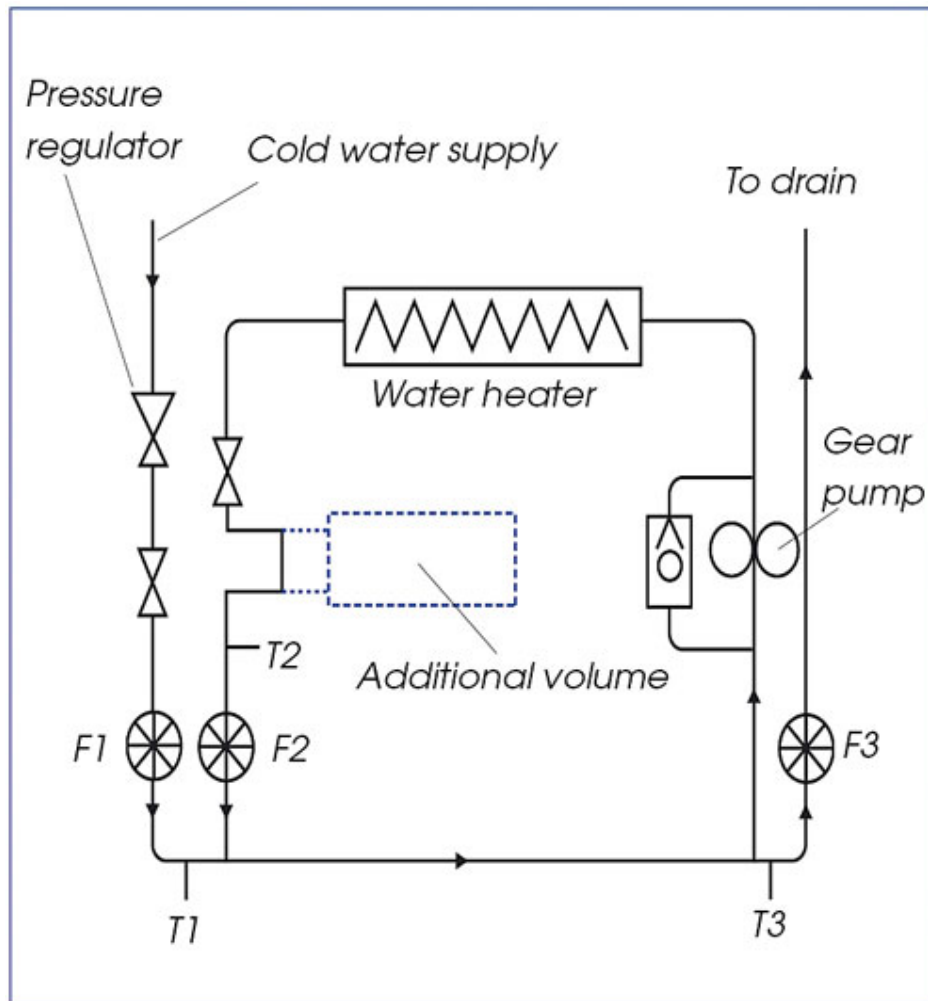 Pressure
regulator
Cold water supply
To drain
Water heater
Gear
pump
T2
Additional volume
F1
F2
F3
T1
T3